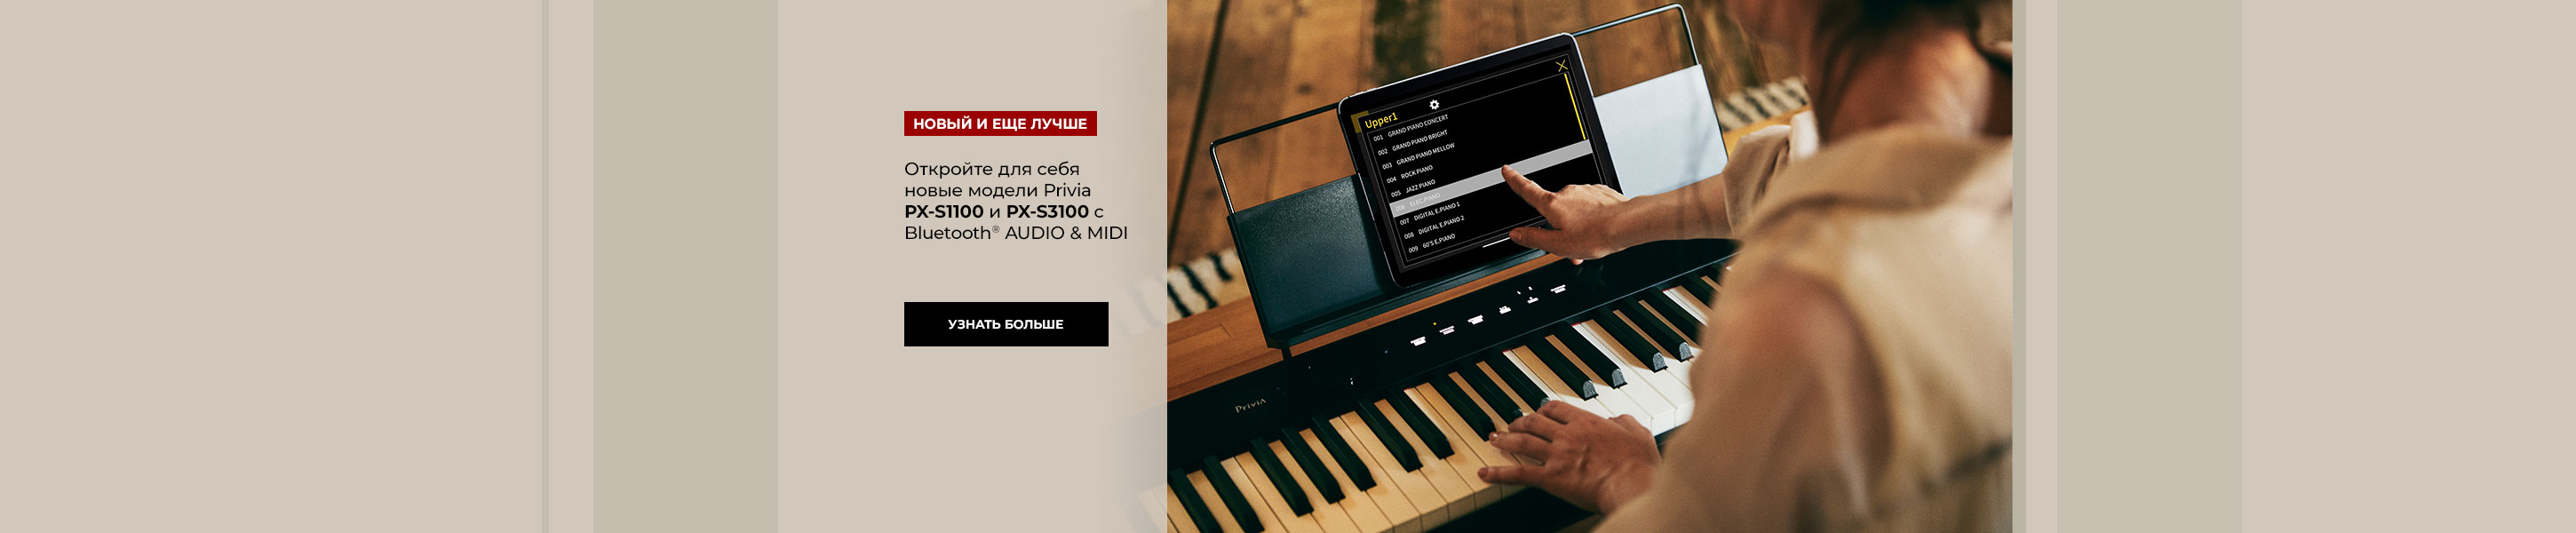 НОВЫЙ И ЕЩЕ ЛУЧШЕ
Откройте для себя
новые модели Privia
PX-S1100 и PX-S3100 с
Bluetooth® AUDIO & MIDI
УЗНАТЬ БОЛЬШЕ
Upper1
001 GRAND PIANO CONCERT
002 GRAND PIANO BRIGHT
003 GRAND PIANO MELLOW
004 ROCK PIANO
005 JAZZ PIANO
006 ELEC.PIANO
007 DIGITAL E.PIANO 1
008 DIGITAL E.PIANO 2
009 60'S E.PIANO
Privia